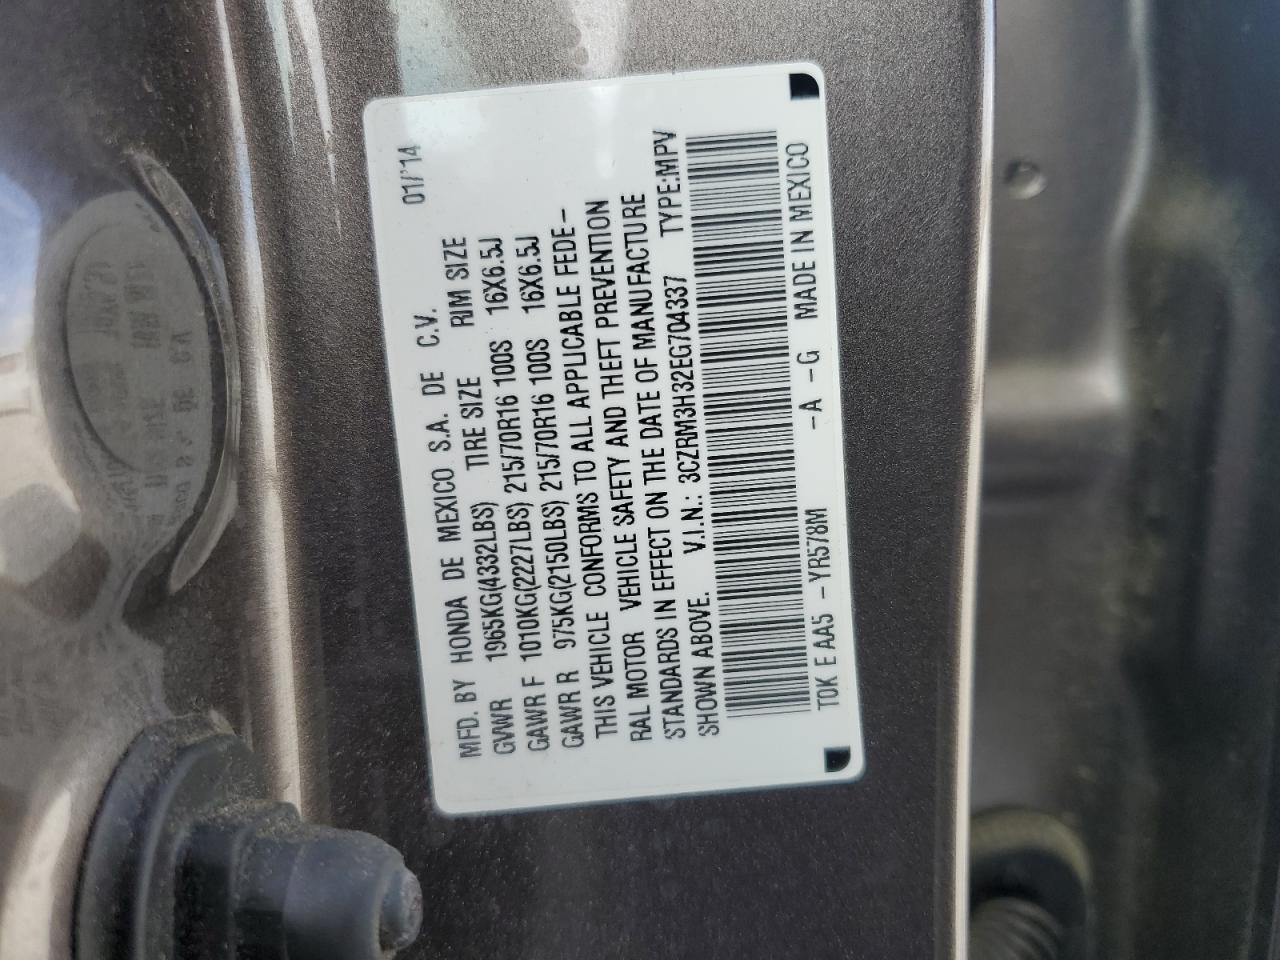 MFD. BY HONDA DE MEXICO S.A. DE C.V. 01/'14
GVWR 1965KG(4332LBS) TIRE SIZE RIM SIZE
GAWR F 1010KG(2227LBS) 215/70R16 100S 16X6.5J
GAWR R 975KG(2150LBS) 215/70R16 100S 16X6.5J
THIS VEHICLE CONFORMS TO ALL APPLICABLE FEDE-
RAL MOTOR VEHICLE SAFETY AND THEFT PREVENTION
STANDARDS IN EFFECT ON THE DATE OF MANUFACTURE
SHOWN ABOVE. V.I.N.: 3CZRM3H32EG704337 TYPE:MPV
T0K E AA5 -YR578M -A -G MADE IN MEXICO